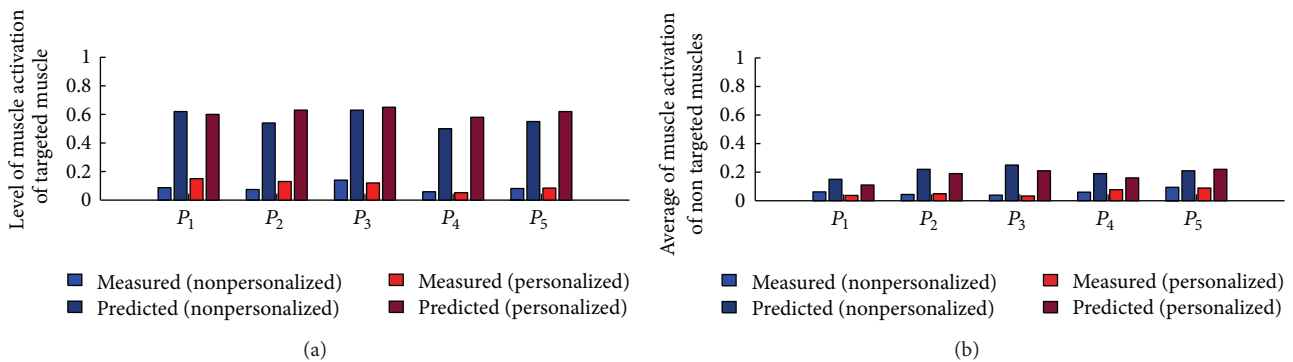 Level of muscle activation
of targeted muscle
1
0.8
0.6
0.4
0.2
0
P1 P2 P3 P4 P5
Measured (nonpersonalized) Measured (personalized)
Predicted (nonpersonalized) Predicted (personalized)
(a)
Average of muscle activation
of non targeted muscles
1
0.8
0.6
0.4
0.2
0
P1 P2 P3 P4 P5
Measured (nonpersonalized) Measured (personalized)
Predicted (nonpersonalized) Predicted (personalized)
(b)